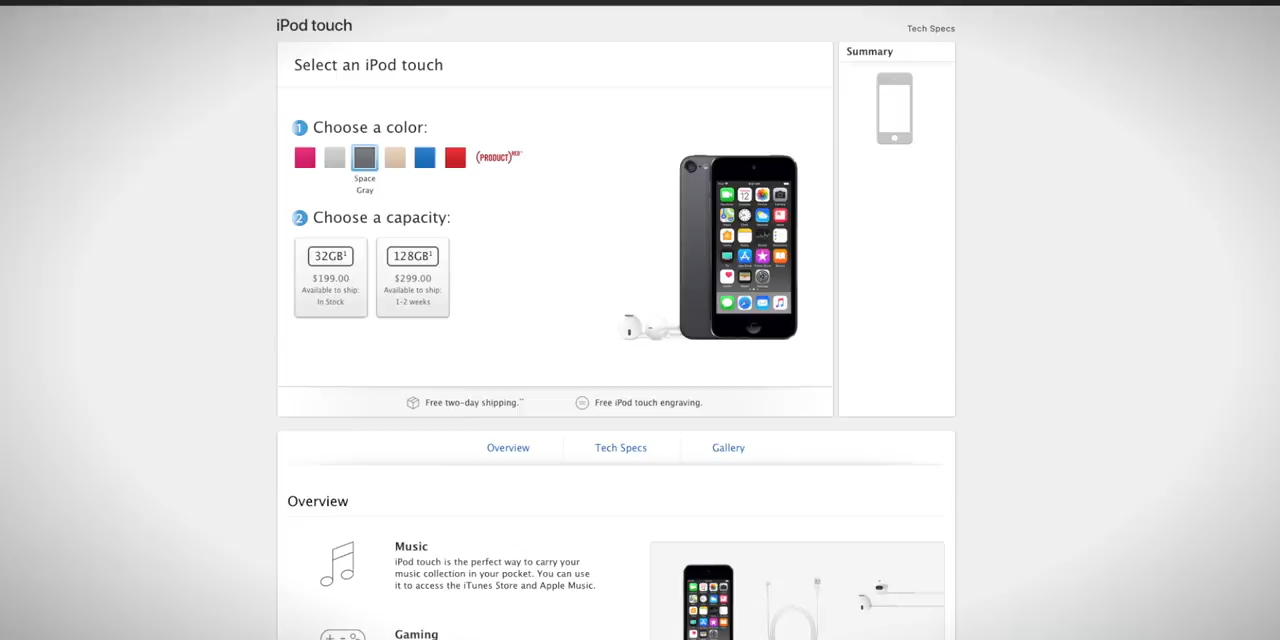 iPod touch
Tech Specs
Select an iPod touch
Summary
1 Choose a color:
(PRODUCT)RED™
Space
Gray
2 Choose a capacity:
32GB¹
$199.00
Available to ship:
In Stock
128GB¹
$299.00
Available to ship:
1-2 weeks
Free two-day shipping.**
Free iPod touch engraving.
Overview
Tech Specs
Gallery
Overview
Music
iPod touch is the perfect way to carry your
music collection in your pocket. You can use
it to access the iTunes Store and Apple Music.
Gaming